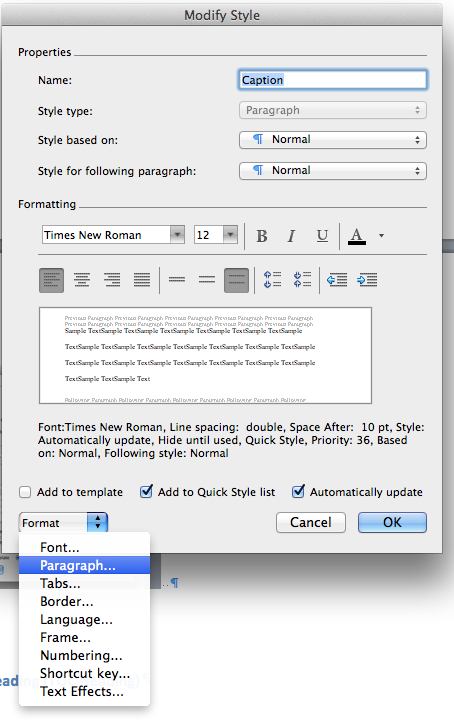 Modify Style
Properties
Name: Caption
Style type: Paragraph
Style based on: ¶ Normal
Style for following paragraph: ¶ Normal
Formatting
Times New Roman 12 B I U A
Previous Paragraph Previous Paragraph Previous Paragraph Previous Paragraph Previous Paragraph
Previous Paragraph Previous Paragraph Previous Paragraph Previous Paragraph Previous Paragraph
Sample TextSample TextSample TextSample TextSample TextSample TextSample
TextSample TextSample TextSample TextSample TextSample TextSample TextSample
TextSample TextSample TextSample TextSample TextSample TextSample TextSample
TextSample TextSample Text
Following Paragraph Following Paragraph Following Paragraph Following Paragraph Following Paragraph
Font:Times New Roman, Line spacing: double, Space After: 10 pt, Style:
Automatically update, Hide until used, Quick Style, Priority: 36, Based
on: Normal, Following style: Normal
Add to template Add to Quick Style list Automatically update
Format Cancel OK
Font...
Paragraph...
Tabs...
Border...
Language...
Frame...
Numbering...
Shortcut key...
Text Effects...